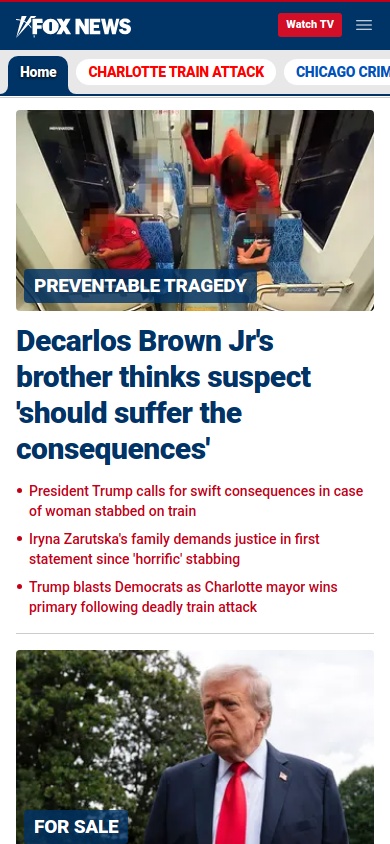 FOX NEWS
Watch TV
Home
CHARLOTTE TRAIN ATTACK
CHICAGO CRIM
PREVENTABLE TRAGEDY
Decarlos Brown Jr's
brother thinks suspect
'should suffer the
consequences'
President Trump calls for swift consequences in case
of woman stabbed on train
Iryna Zarutska's family demands justice in first
statement since 'horrific' stabbing
Trump blasts Democrats as Charlotte mayor wins
primary following deadly train attack
FOR SALE